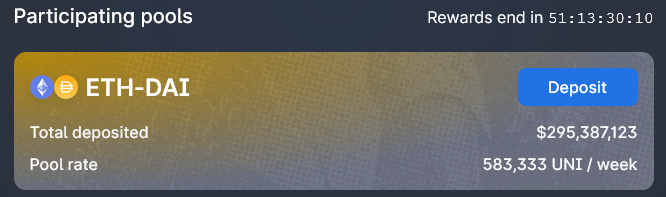 Participating pools
Rewards end in 51:13:30:10
ETH-DAI
Deposit
Total deposited
$295,387,123
Pool rate
583,333 UNI / week